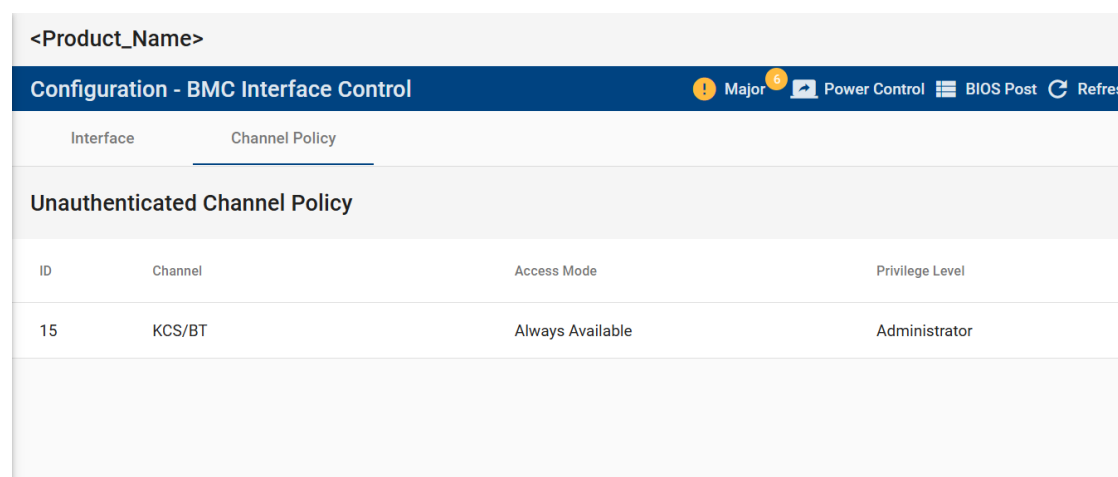 <Product_Name>
Configuration - BMC Interface Control
! Major 6 Power Control BIOS Post Refres
Interface Channel Policy
Unauthenticated Channel Policy
ID Channel Access Mode Privilege Level
15 KCS/BT Always Available Administrator